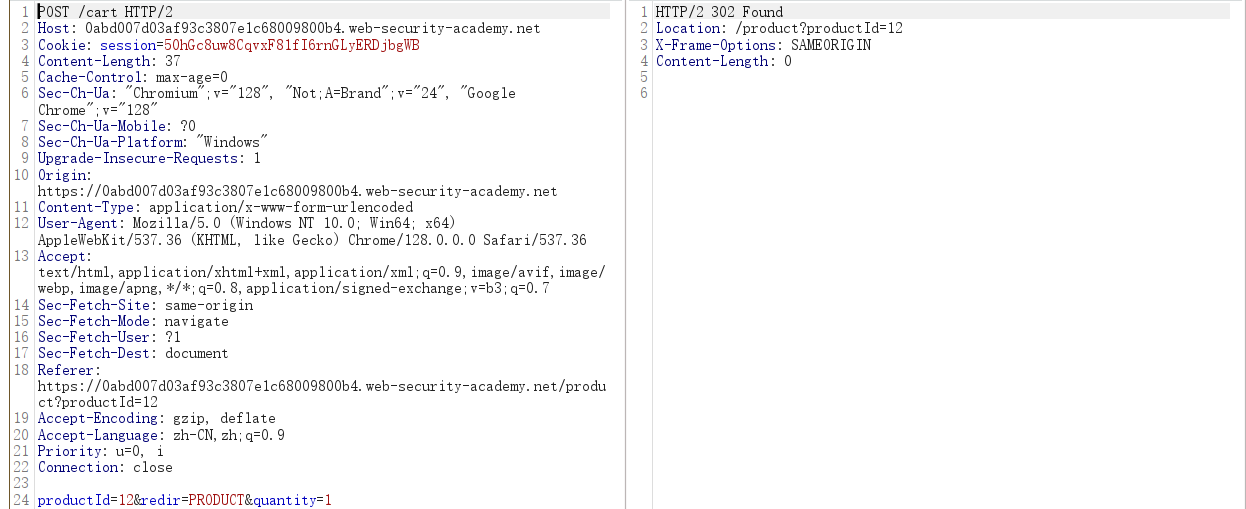 1 POST /cart HTTP/2
2 Host: 0abd007d03af93c3807e1c68009800b4.web-security-academy.net
3 Cookie: session=5OhGc8uw8CqvxF81fI6rnGLyERDjbgWB
4 Content-Length: 37
5 Cache-Control: max-age=0
6 Sec-Ch-Ua: "Chromium";v="128", "Not;A=Brand";v="24", "Google
Chrome";v="128"
7 Sec-Ch-Ua-Mobile: ?0
8 Sec-Ch-Ua-Platform: "Windows"
9 Upgrade-Insecure-Requests: 1
10 Origin:
https://0abd007d03af93c3807e1c68009800b4.web-security-academy.net
11 Content-Type: application/x-www-form-urlencoded
12 User-Agent: Mozilla/5.0 (Windows NT 10.0; Win64; x64)
AppleWebKit/537.36 (KHTML, like Gecko) Chrome/128.0.0.0 Safari/537.36
13 Accept:
text/html,application/xhtml+xml,application/xml;q=0.9,image/avif,image/
webp,image/apng,*/*;q=0.8,application/signed-exchange;v=b3;q=0.7
14 Sec-Fetch-Site: same-origin
15 Sec-Fetch-Mode: navigate
16 Sec-Fetch-User: ?1
17 Sec-Fetch-Dest: document
18 Referer:
https://0abd007d03af93c3807e1c68009800b4.web-security-academy.net/produ
ct?productId=12
19 Accept-Encoding: gzip, deflate
20 Accept-Language: zh-CN,zh;q=0.9
21 Priority: u=0, i
22 Connection: close
23
24 productId=12&redir=PRODUCT&quantity=1
1 HTTP/2 302 Found
2 Location: /product?productId=12
3 X-Frame-Options: SAMEORIGIN
4 Content-Length: 0
5
6